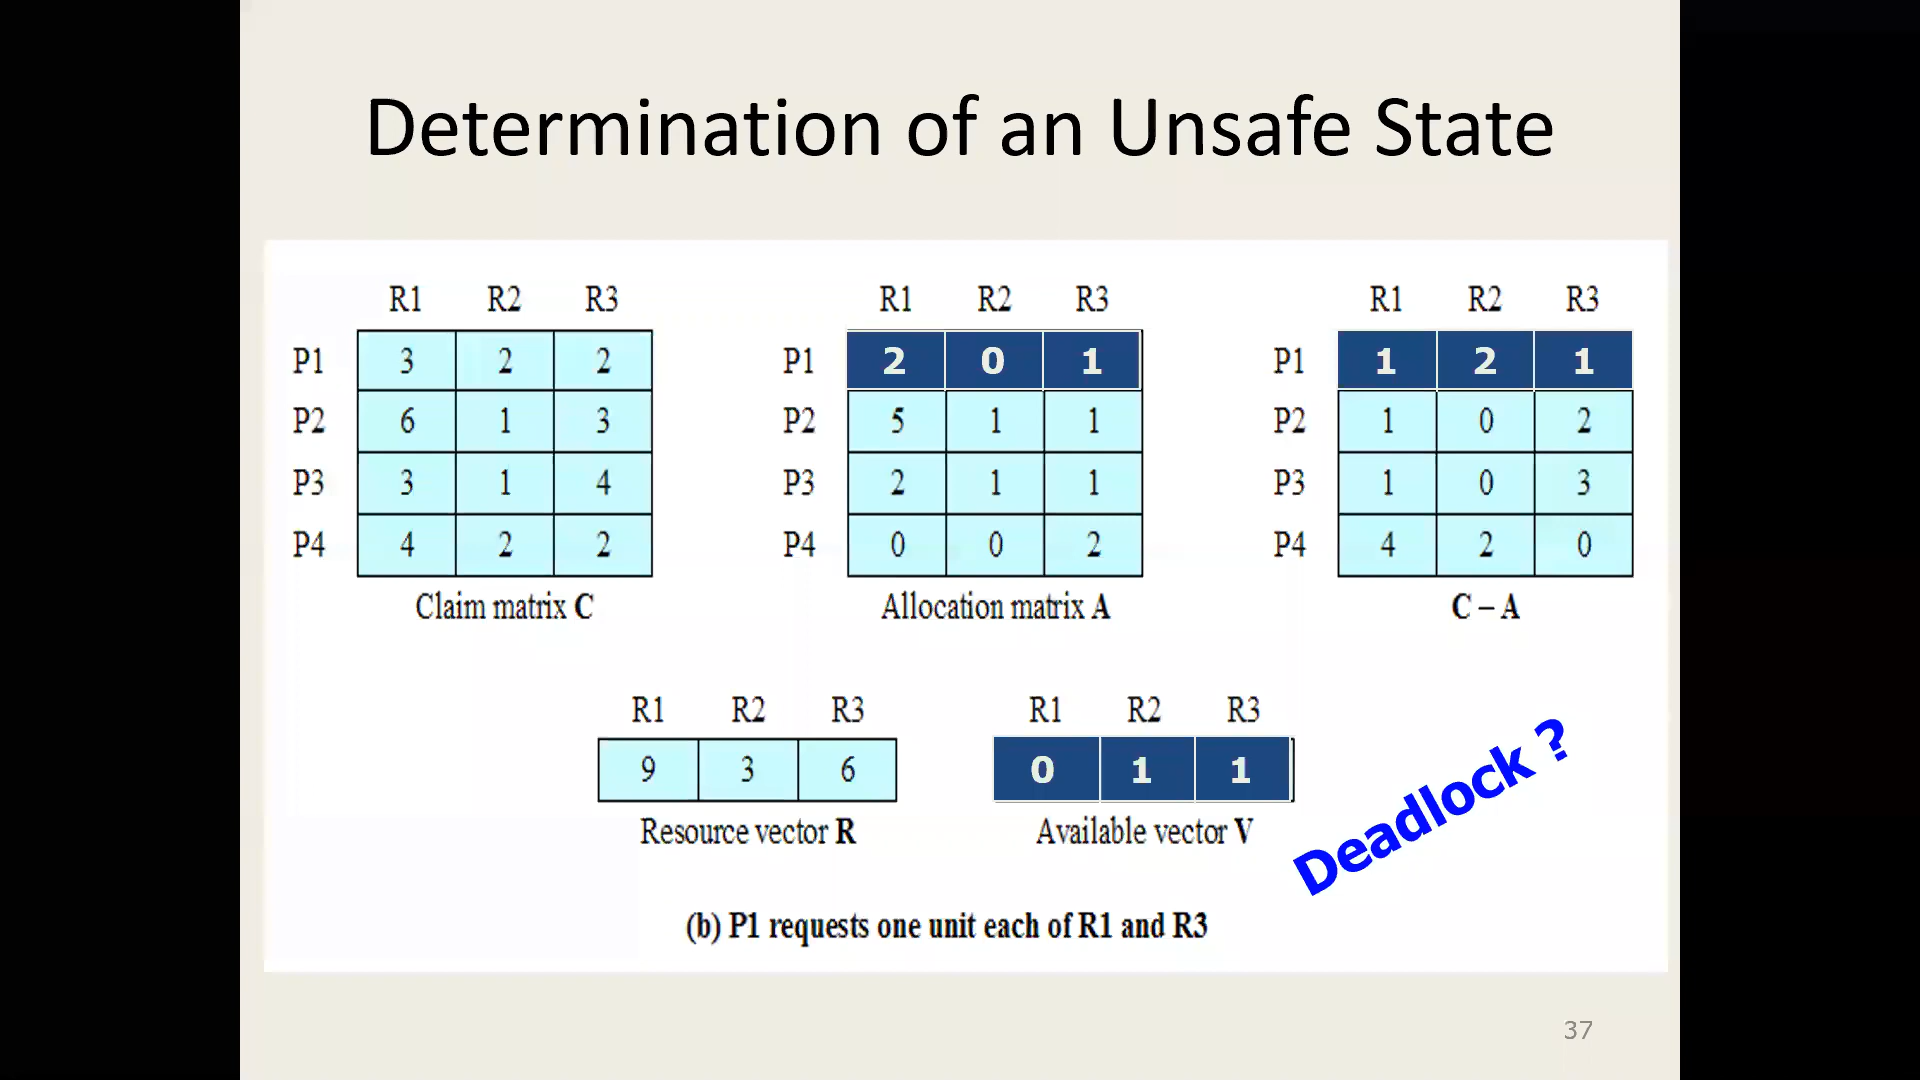 Determination of an Unsafe State
R1 R2 R3
P1 3 2 2
P2 6 1 3
P3 3 1 4
P4 4 2 2
Claim matrix C
R1 R2 R3
P1 2 0 1
P2 5 1 1
P3 2 1 1
P4 0 0 2
Allocation matrix A
R1 R2 R3
P1 1 2 1
P2 1 0 2
P3 1 0 3
P4 4 2 0
C – A
R1 R2 R3
9 3 6
Resource vector R
R1 R2 R3
0 1 1
Available vector V
Deadlock ?
(b) P1 requests one unit each of R1 and R3
37